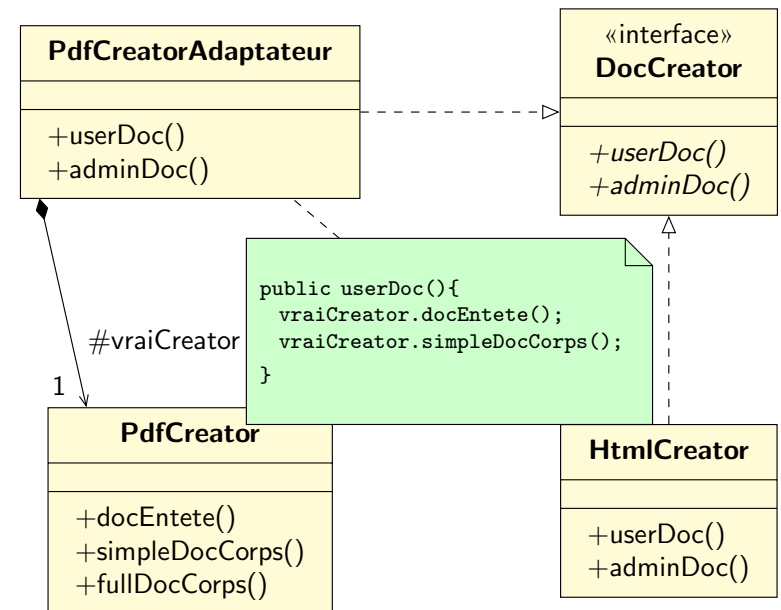 PdfCreatorAdaptateur
+userDoc()
+adminDoc()
«interface»
DocCreator
+userDoc()
+adminDoc()
public userDoc(){
  vraiCreator.docEntete();
  vraiCreator.simpleDocCorps();
}
#vraiCreator
1
PdfCreator
+docEntete()
+simpleDocCorps()
+fullDocCorps()
HtmlCreator
+userDoc()
+adminDoc()